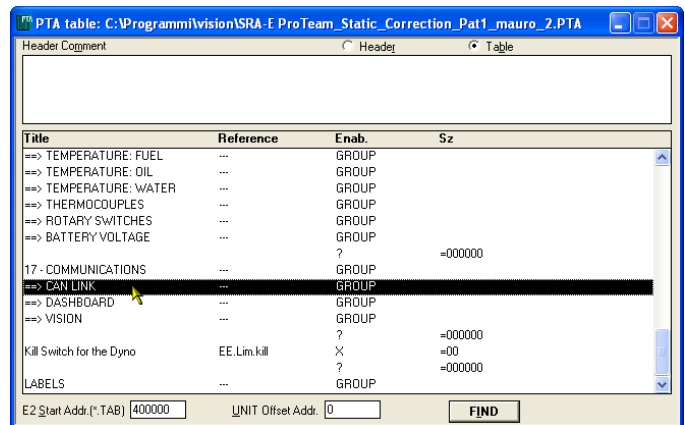 PTA table: C:\Programmi\vision\SRA-E ProTeam_Static_Correction_Pat1_mauro_2.PTA
Header Comment Header Table
Title Reference Enab. Sz
==> TEMPERATURE: FUEL --- GROUP
==> TEMPERATURE: OIL --- GROUP
==> TEMPERATURE: WATER --- GROUP
==> THERMOCOUPLES --- GROUP
==> ROTARY SWITCHES --- GROUP
==> BATTERY VOLTAGE --- GROUP
? =000000
17 - COMMUNICATIONS --- GROUP
==> CAN LINK --- GROUP
==> DASHBOARD --- GROUP
==> VISION --- GROUP
? =000000
Kill Switch for the Dyno EE.Lim.kill X =00
? =000000
LABELS --- GROUP
E2 Start Addr.(*.TAB) 400000 UNIT Offset Addr. 0 FIND